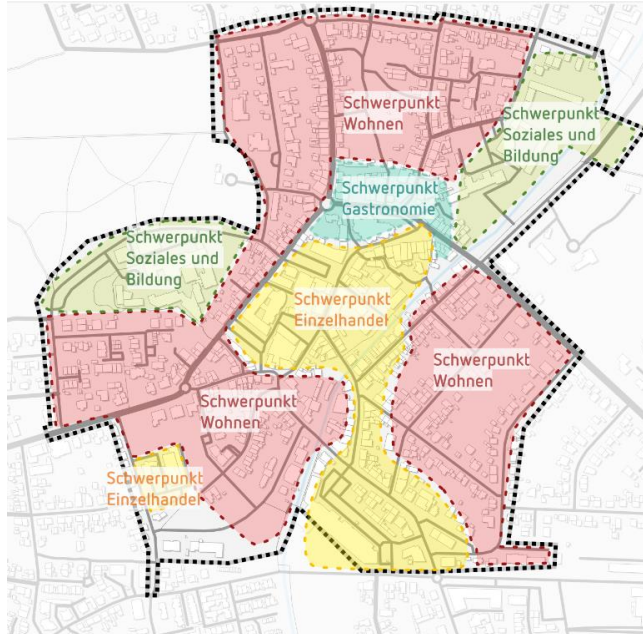 Schwerpunkt
Wohnen
Schwerpunkt
Soziales und
Bildung
Schwerpunkt
Gastronomie
Schwerpunkt
Soziales und
Bildung
Schwerpunkt
Einzelhandel
Schwerpunkt
Wohnen
Schwerpunkt
Wohnen
Schwerpunkt
Einzelhandel